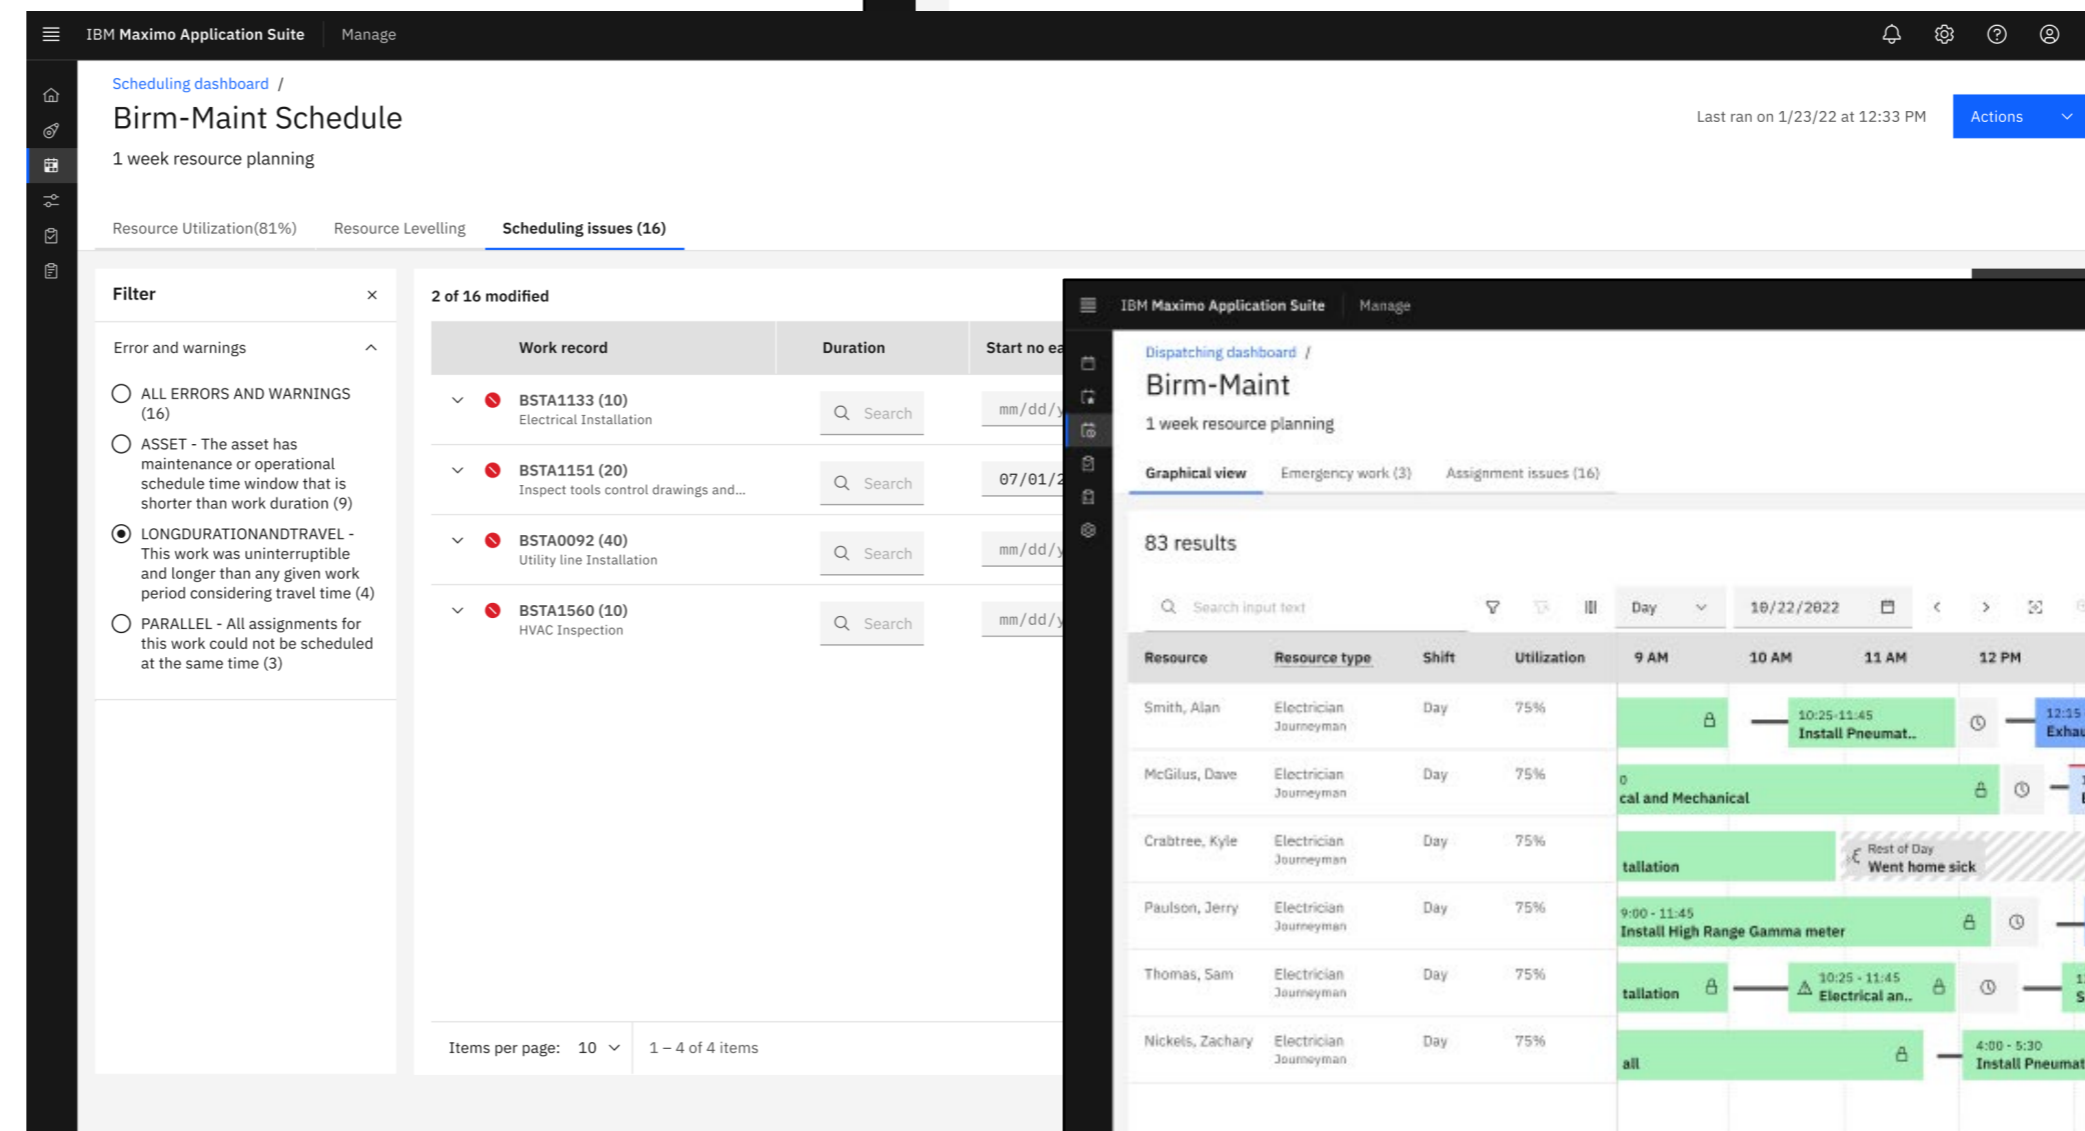 IBM Maximo Application Suite Manage
Scheduling dashboard /
Birm-Maint Schedule
1 week resource planning
Last ran on 1/23/22 at 12:33 PM
Actions
Resource Utilization(81%) Resource Levelling Scheduling issues (16)
Filter
Error and warnings
ALL ERRORS AND WARNINGS
(16)
ASSET - The asset has
maintenance or operational
schedule time window that is
shorter than work duration (9)
LONGDURATIONANDTRAVEL -
This work was uninterruptible
and longer than any given work
period considering travel time (4)
PARALLEL - All assignments for
this work could not be scheduled
at the same time (3)
2 of 16 modified
Work record Duration Start no ea
BSTA1133 (10)
Electrical Installation
Search mm/dd/y
BSTA1151 (20)
Inspect tools control drawings and...
Search 07/01/2
BSTA0092 (40)
Utility line Installation
Search mm/dd/y
BSTA1560 (10)
HVAC Inspection
Search mm/dd/y
Items per page: 10 1 – 4 of 4 items
IBM Maximo Application Suite Manage
Dispatching dashboard /
Birm-Maint
1 week resource planning
Graphical view Emergency work (3) Assignment issues (16)
83 results
Search input text Day 10/22/2022
Resource Resource type Shift Utilization 9 AM 10 AM 11 AM 12 PM
Smith, Alan Electrician Day 75%
Journeyman
10:25-11:45
Install Pneumat..
12:15
Exhau
McGilus, Dave Electrician Day 75%
Journeyman
0
cal and Mechanical
Crabtree, Kyle Electrician Day 75%
Journeyman
tallation
Rest of Day
Went home sick
Paulson, Jerry Electrician Day 75%
Journeyman
9:00 - 11:45
Install High Range Gamma meter
Thomas, Sam Electrician Day 75%
Journeyman
tallation
10:25 - 11:45
Electrical an..
S
Nickels, Zachary Electrician Day 75%
Journeyman
all
4:00 - 5:30
Install Pneumat